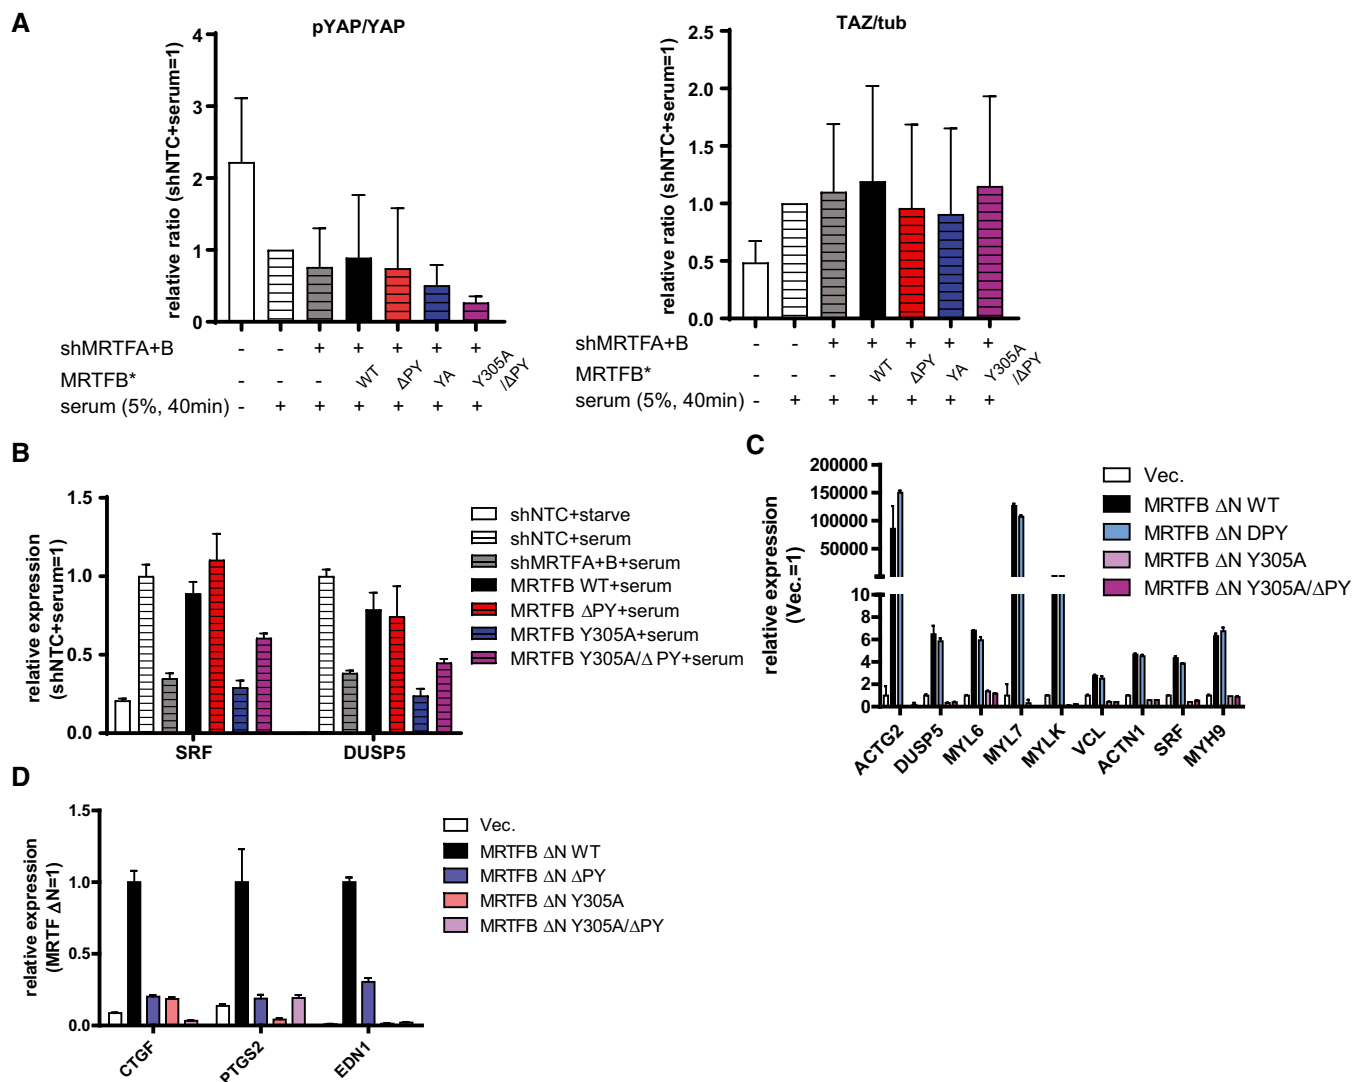 A
pYAP/YAP
relative ratio (shNTC+serum=1)
4
3
2
1
0
shMRTFA+B - - + + + + +
MRTFB* - - - WT ΔPY YA Y305A/ΔPY
serum (5%, 40min) - + + + + + +
TAZ/tub
relative ratio (shNTC+serum=1)
2.5
2.0
1.5
1.0
0.5
0.0
shMRTFA+B - - + + + + +
MRTFB* - - - WT ΔPY YA Y305A/ΔPY
serum (5%, 40min) - + + + + + +
B
relative expression
(shNTC+serum=1)
1.5
1.0
0.5
0.0
SRF DUSP5
shNTC+starve
shNTC+serum
shMRTFA+B+serum
MRTFB WT+serum
MRTFB ΔPY+serum
MRTFB Y305A+serum
MRTFB Y305A/Δ PY+serum
C
relative expression
(Vec.=1)
200000
150000
100000
50000
10
8
6
4
2
0
ACTG2 DUSP5 MYL6 MYL7 MYLK VCL ACTN1 SRF MYH9
Vec.
MRTFB ΔN WT
MRTFB ΔN DPY
MRTFB ΔN Y305A
MRTFB ΔN Y305A/ΔPY
D
relative expression
(MRTF ΔN=1)
1.5
1.0
0.5
0.0
CTGF PTGS2 EDN1
Vec.
MRTFB ΔN WT
MRTFB ΔN ΔPY
MRTFB ΔN Y305A
MRTFB ΔN Y305A/ΔPY